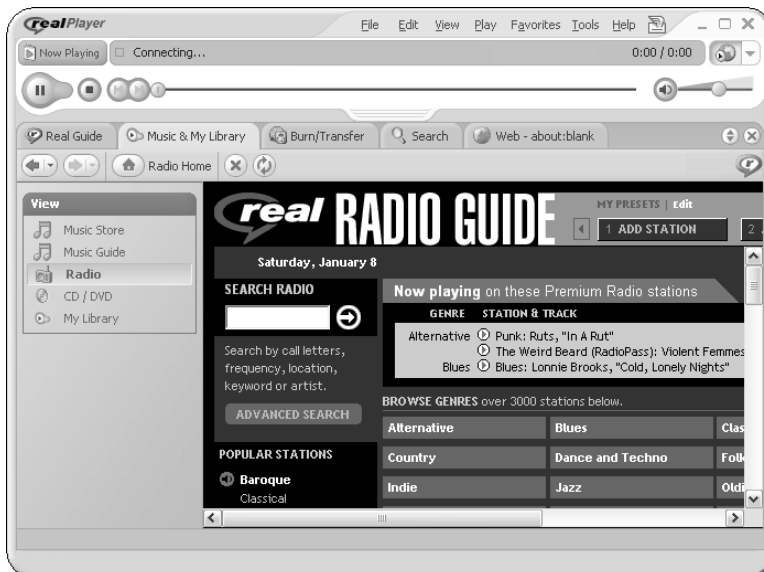 realPlayer File Edit View Play Favorites Tools Help
Now Playing Connecting... 0:00 / 0:00
Real Guide Music & My Library Burn/Transfer Search Web - about:blank
Radio Home
View
Music Store
Music Guide
Radio
CD / DVD
My Library
real RADIO GUIDE
MY PRESETS | Edit
1 ADD STATION 2
Saturday, January 8
SEARCH RADIO
Search by call letters,
frequency, location,
keyword or artist.
ADVANCED SEARCH
POPULAR STATIONS
Baroque
Classical
Now playing on these Premium Radio stations
GENRE STATION & TRACK
Alternative Punk: Ruts, "In A Rut"
The Weird Beard (RadioPass): Violent Femmes
Blues Blues: Lonnie Brooks, "Cold, Lonely Nights"
BROWSE GENRES over 3000 stations below.
Alternative Blues Clas
Country Dance and Techno Folk
Indie Jazz Oldi